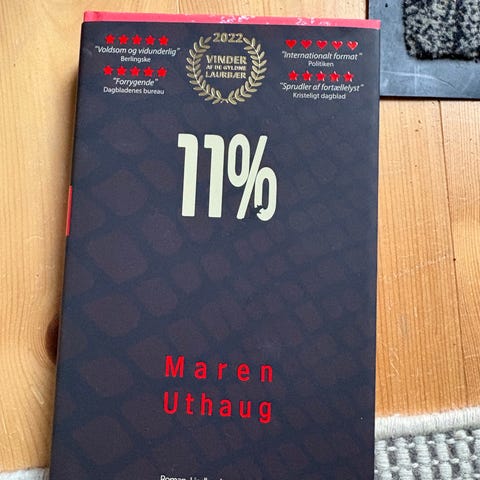 "Voldsom og vidunderlig"
Berlingske
"Forrygende"
Dagbladenes bureau
2022
VINDER
AF DE GYLDNE
LAURBÆR
"Internationalt format"
Politiken
"Sprudler af fortællelyst"
Kristeligt dagblad
11%
Maren
Uthaug
Roman